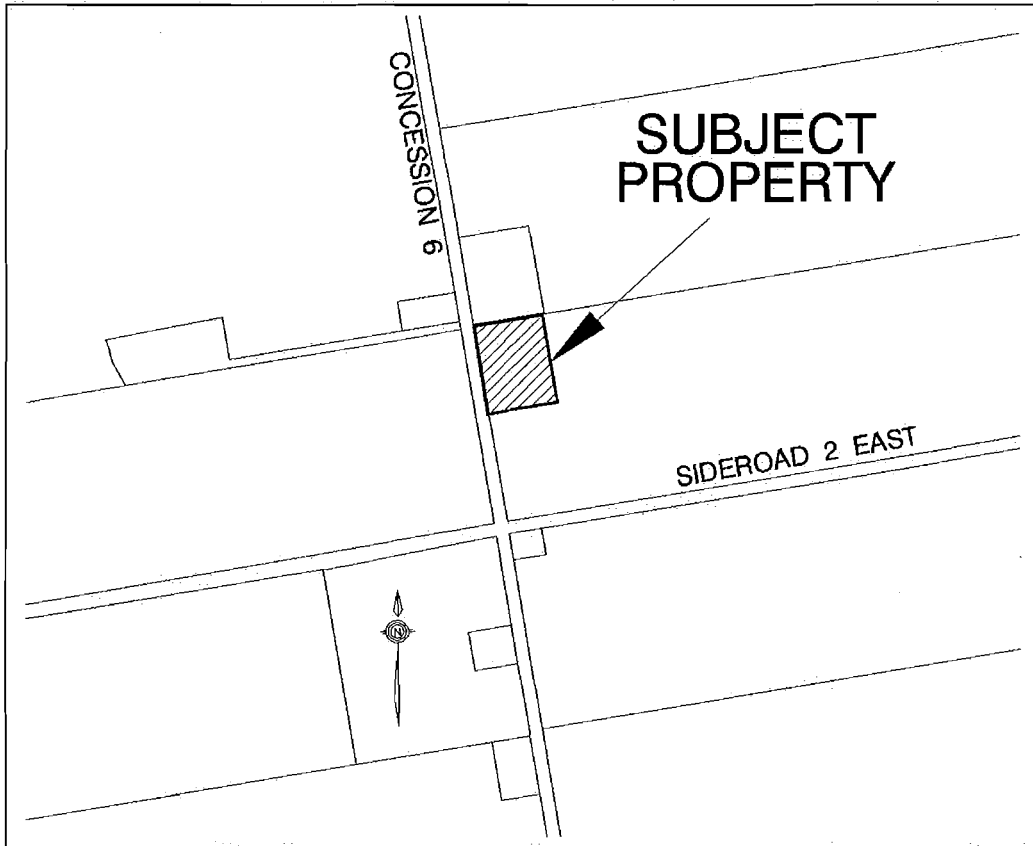 CONCESSION 6
SUBJECT
PROPERTY
SIDEROAD 2 EAST
N